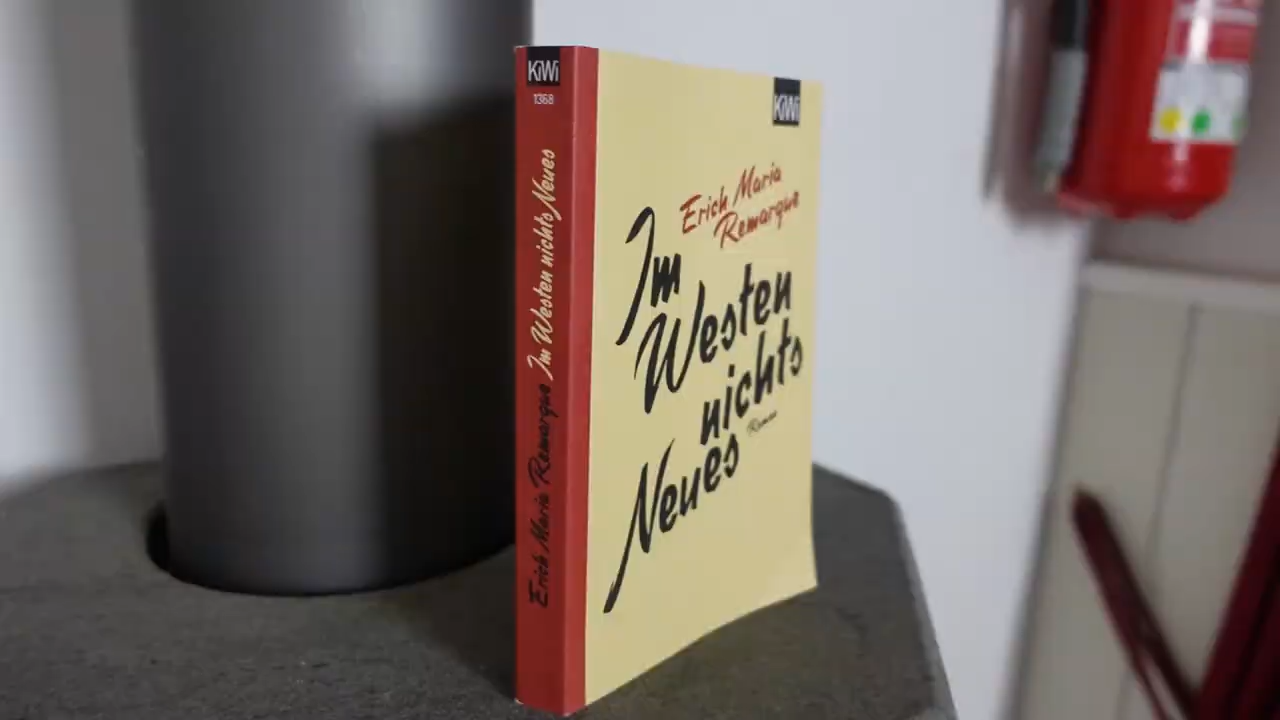 KiWi
1368
Erich Maria Remarque Im Westen nichts Neues
KiWi
Erich Maria
Remarque
Im
Westen
nichts
Neues
Roman